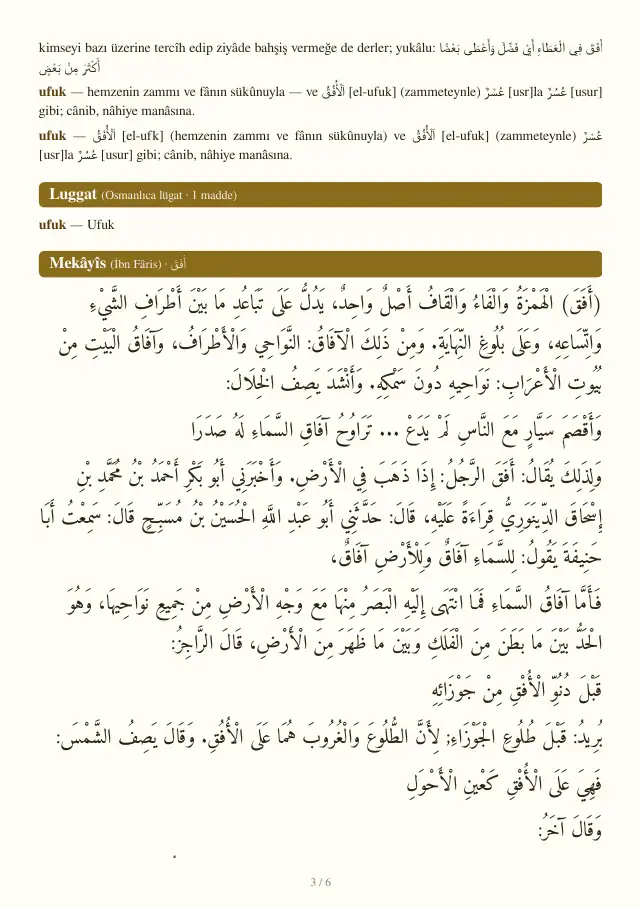 kimseyi bazı üzerine tercîh edip ziyâde bahşiş vermeğe de derler; yukâlu: أَفَقَ فِي الْعَطَاءِ أَيْ فَضَّلَ وَأَعْطَى بَعْضًا
أَكْثَرَ مِنْ بَعْضٍ
ufuk — hemzenin zammı ve fânın sükûnuyla — ve اَلْأُفُقُ [el-ufuk] (zammeteynle) عُسْرٌ [usr]la عُسُرٌ [usur]
gibi; cânib, nâhiye manâsına.
ufuk — اَلْأُفْقُ [el-ufk] (hemzenin zammı ve fânın sükûnuyla) ve اَلْأُفُقُ [el-ufuk] (zammeteynle) عُسْرٌ
[usr]la عُسُرٌ [usur] gibi; cânib, nâhiye manâsına.
Luggat (Osmanlıca lügat · 1 madde)
ufuk — Ufuk
Mekâyîs (İbn Fâris) · أَفَقَ
(أَفَقَ) الْهَمْزَةُ وَالْفَاءُ وَالْقَافُ أَصْلٌ وَاحِدٌ، يَدُلُّ عَلَى تَبَاعُدِ مَا بَيْنَ أَطْرَافِ الشَّيْءِ
وَاتِّسَاعِهِ، وَعَلَى بُلُوغِ النِّهَايَةِ. وَمِنْ ذَلِكَ الْآفَاقُ: النَّوَاحِي وَالْأَطْرَافُ، وَآفَاقُ الْبَيْتِ مِنْ
بُيُوتِ الْأَعْرَابِ: نَوَاحِيهِ دُونَ سَمْكِهِ. وَأَنْشَدَ يَصِفُ الْخِلَالَ:
وَأَقْصَمَ سَيَّارٍ مَعَ النَّاسِ لَمْ يَدَعْ ... تَرَاوُحُ آفَاقِ السَّمَاءِ لَهُ صَدَرَا
وَلِذَلِكَ يُقَالُ: أَفَقَ الرَّجُلُ: إِذَا ذَهَبَ فِي الْأَرْضِ. وَأَخْبَرَنِي أَبُو بَكْرٍ أَحْمَدُ بْنُ مُحَمَّدِ بْنِ
إِسْحَاقَ الدِّينَوَرِيُّ قِرَاءَةً عَلَيْهِ، قَالَ: حَدَّثَنِي أَبُو عَبْدِ اللَّهِ الْحُسَيْنُ بْنُ مُسَبِّحٍ قَالَ: سَمِعْتُ أَبَا
حَنِيفَةَ يَقُولُ: لِلسَّمَاءِ آفَاقٌ وَلِلْأَرْضِ آفَاقٌ،
فَأَمَّا آفَاقُ السَّمَاءِ فَمَا انْتَهَى إِلَيْهِ الْبَصَرُ مِنْهَا مَعَ وَجْهِ الْأَرْضِ مِنْ جَمِيعِ نَوَاحِيهَا، وَهُوَ
الْحَدُّ بَيْنَ مَا بَطَنَ مِنَ الْفَلَكِ وَبَيْنَ مَا ظَهَرَ مِنَ الْأَرْضِ، قَالَ الرَّاجِزُ:
قَبْلَ دُنُوِّ الْأُفْقِ مِنْ جَوْزَائِهِ
يُرِيدُ: قَبْلَ طُلُوعِ الْجَوْزَاءِ; لِأَنَّ الطُّلُوعَ وَالْغُرُوبَ هُمَا عَلَى الْأُفُقِ. وَقَالَ يَصِفُ الشَّمْسَ:
فَهِيَ عَلَى الْأُفْقِ كَعْينِ الْأَحْوَلِ
وَقَالَ آخَرُ:
3 / 6